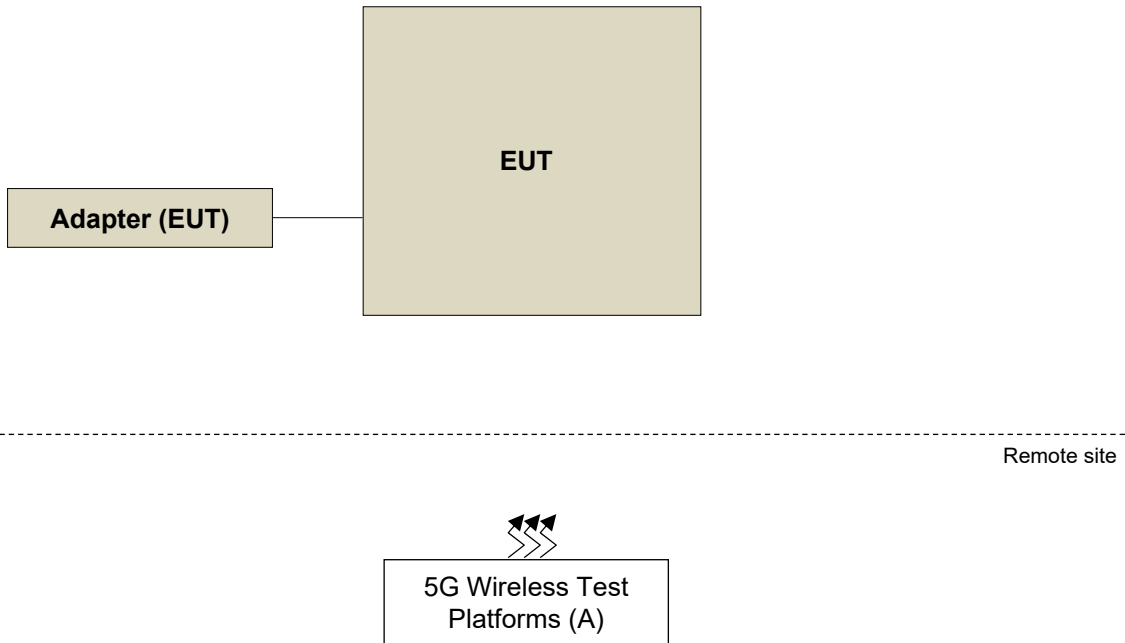 EUT
Adapter (EUT)
Remote site
5G Wireless Test
Platforms (A)